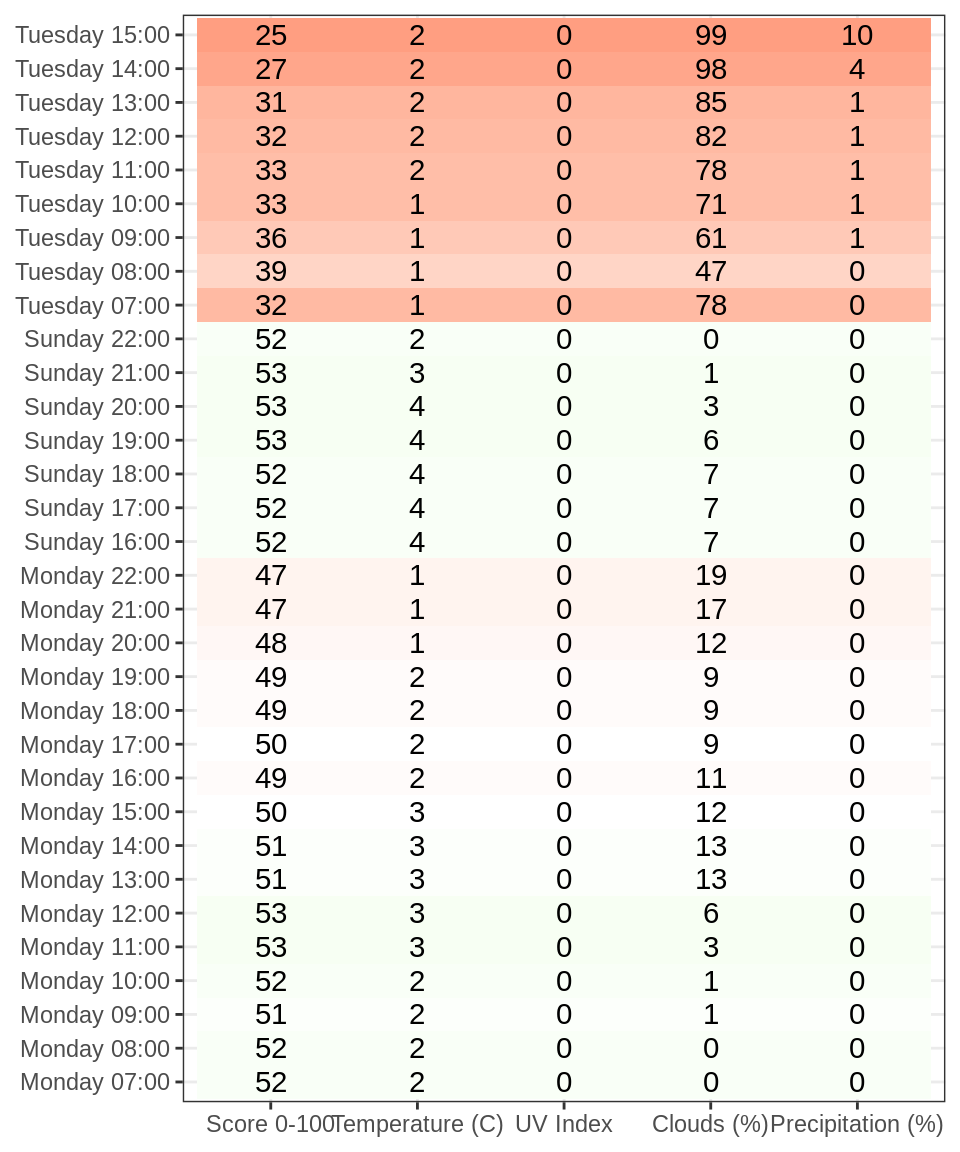 Tuesday 15:00 25 2 0 99 10
Tuesday 14:00 27 2 0 98 4
Tuesday 13:00 31 2 0 85 1
Tuesday 12:00 32 2 0 82 1
Tuesday 11:00 33 2 0 78 1
Tuesday 10:00 33 1 0 71 1
Tuesday 09:00 36 1 0 61 1
Tuesday 08:00 39 1 0 47 0
Tuesday 07:00 32 1 0 78 0
Sunday 22:00 52 2 0 0 0
Sunday 21:00 53 3 0 1 0
Sunday 20:00 53 4 0 3 0
Sunday 19:00 53 4 0 6 0
Sunday 18:00 52 4 0 7 0
Sunday 17:00 52 4 0 7 0
Sunday 16:00 52 4 0 7 0
Monday 22:00 47 1 0 19 0
Monday 21:00 47 1 0 17 0
Monday 20:00 48 1 0 12 0
Monday 19:00 49 2 0 9 0
Monday 18:00 49 2 0 9 0
Monday 17:00 50 2 0 9 0
Monday 16:00 49 2 0 11 0
Monday 15:00 50 3 0 12 0
Monday 14:00 51 3 0 13 0
Monday 13:00 51 3 0 13 0
Monday 12:00 53 3 0 6 0
Monday 11:00 53 3 0 3 0
Monday 10:00 52 2 0 1 0
Monday 09:00 51 2 0 1 0
Monday 08:00 52 2 0 0 0
Monday 07:00 52 2 0 0 0
Score 0-100 Temperature (C) UV Index Clouds (%) Precipitation (%)